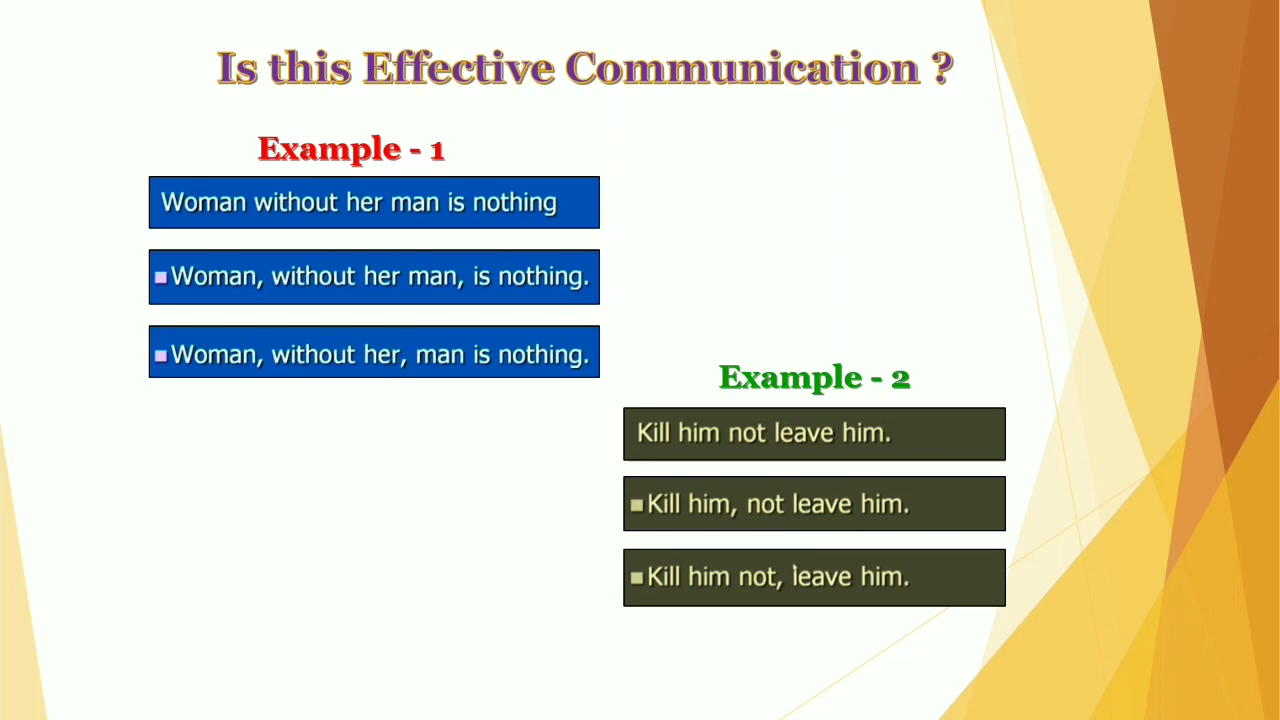 Is this Effective Communication ?
Example - 1
Woman without her man is nothing
Woman, without her man, is nothing.
Woman, without her, man is nothing.
Example - 2
Kill him not leave him.
Kill him, not leave him.
Kill him not, leave him.